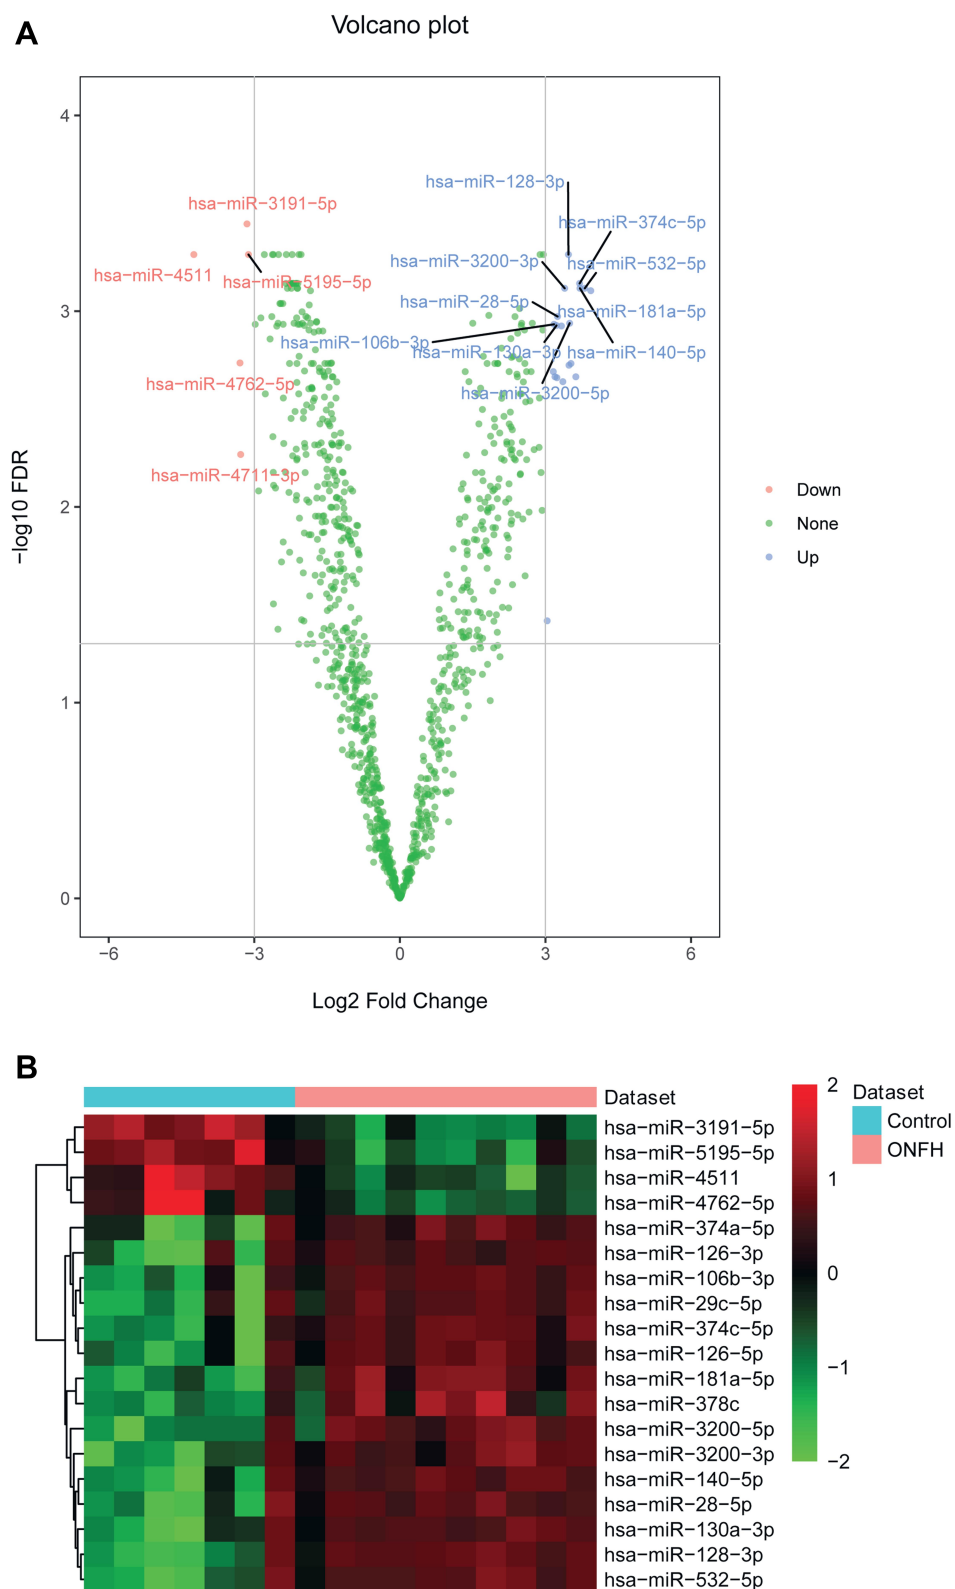 A
Volcano plot
4
hsa−miR−128−3p
hsa−miR−3191−5p
hsa−miR−374c−5p
hsa−miR−3200−3p
hsa−miR−532−5p
hsa−miR−4511
hsa−miR−5195−5p
hsa−miR−28−5p
3
hsa−miR−181a−5p
hsa−miR−106b−3p
hsa−miR−130a−3p
hsa−miR−140−5p
hsa−miR−4762−5p
hsa−miR−3200−5p
hsa−miR−4711−3p
−log10 FDR
Down
2
None
Up
1
0
−6
−3
0
3
6
Log2 Fold Change
B
Dataset
hsa−miR−3191−5p
hsa−miR−5195−5p
hsa−miR−4511
hsa−miR−4762−5p
hsa−miR−374a−5p
hsa−miR−126−3p
hsa−miR−106b−3p
hsa−miR−29c−5p
hsa−miR−374c−5p
hsa−miR−126−5p
hsa−miR−181a−5p
hsa−miR−378c
hsa−miR−3200−5p
hsa−miR−3200−3p
hsa−miR−140−5p
hsa−miR−28−5p
hsa−miR−130a−3p
hsa−miR−128−3p
hsa−miR−532−5p
2
1
0
−1
−2
Dataset
Control
ONFH